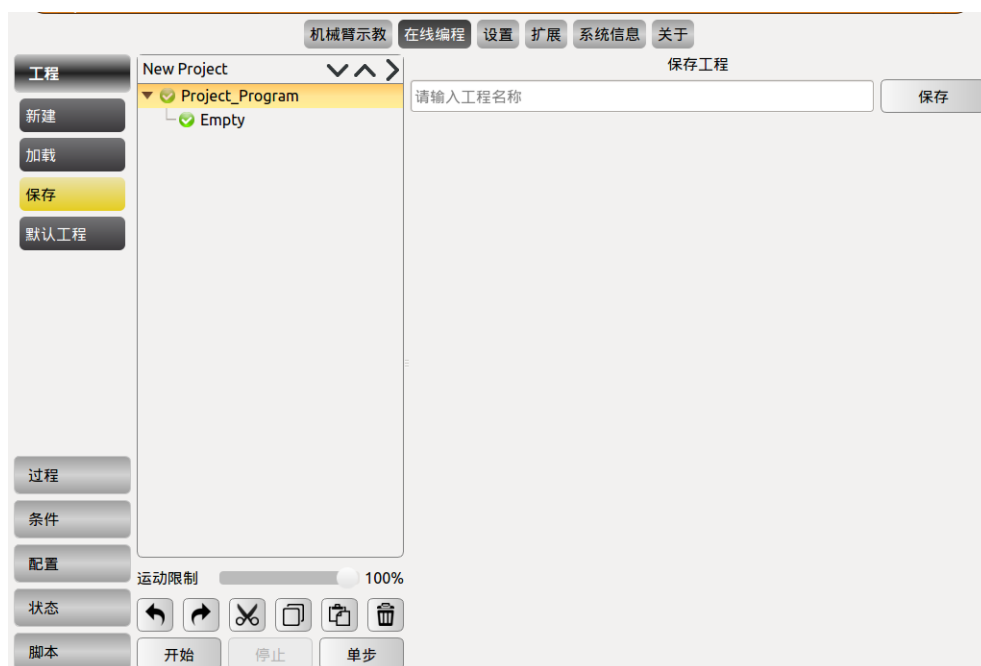 机械臂示教 在线编程 设置 扩展 系统信息 关于
工程
新建
加载
保存
默认工程
过程
条件
配置
状态
脚本
New Project
Project_Program
Empty
运动限制 100%
开始 停止 单步
保存工程
请输入工程名称 保存